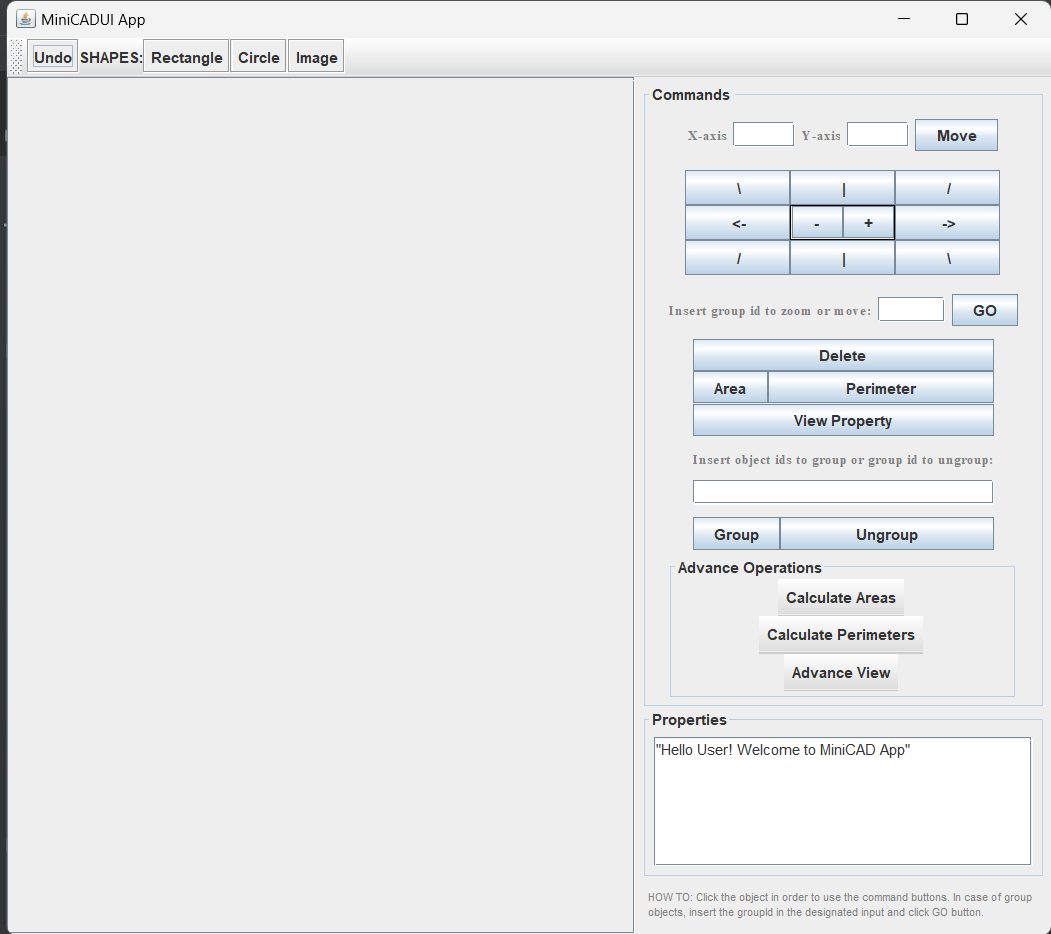 MiniCADUI App
Undo SHAPES: Rectangle Circle Image
Commands
X-axis Y-axis Move
\ | /
<- - + ->
/ | \
Insert group id to zoom or move: GO
Delete
Area Perimeter
View Property
Insert object ids to group or group id to ungroup:
Group Ungroup
Advance Operations
Calculate Areas
Calculate Perimeters
Advance View
Properties
"Hello User! Welcome to MiniCAD App"
HOW TO: Click the object in order to use the command buttons. In case of group
objects, insert the groupId in the designated input and click GO button.